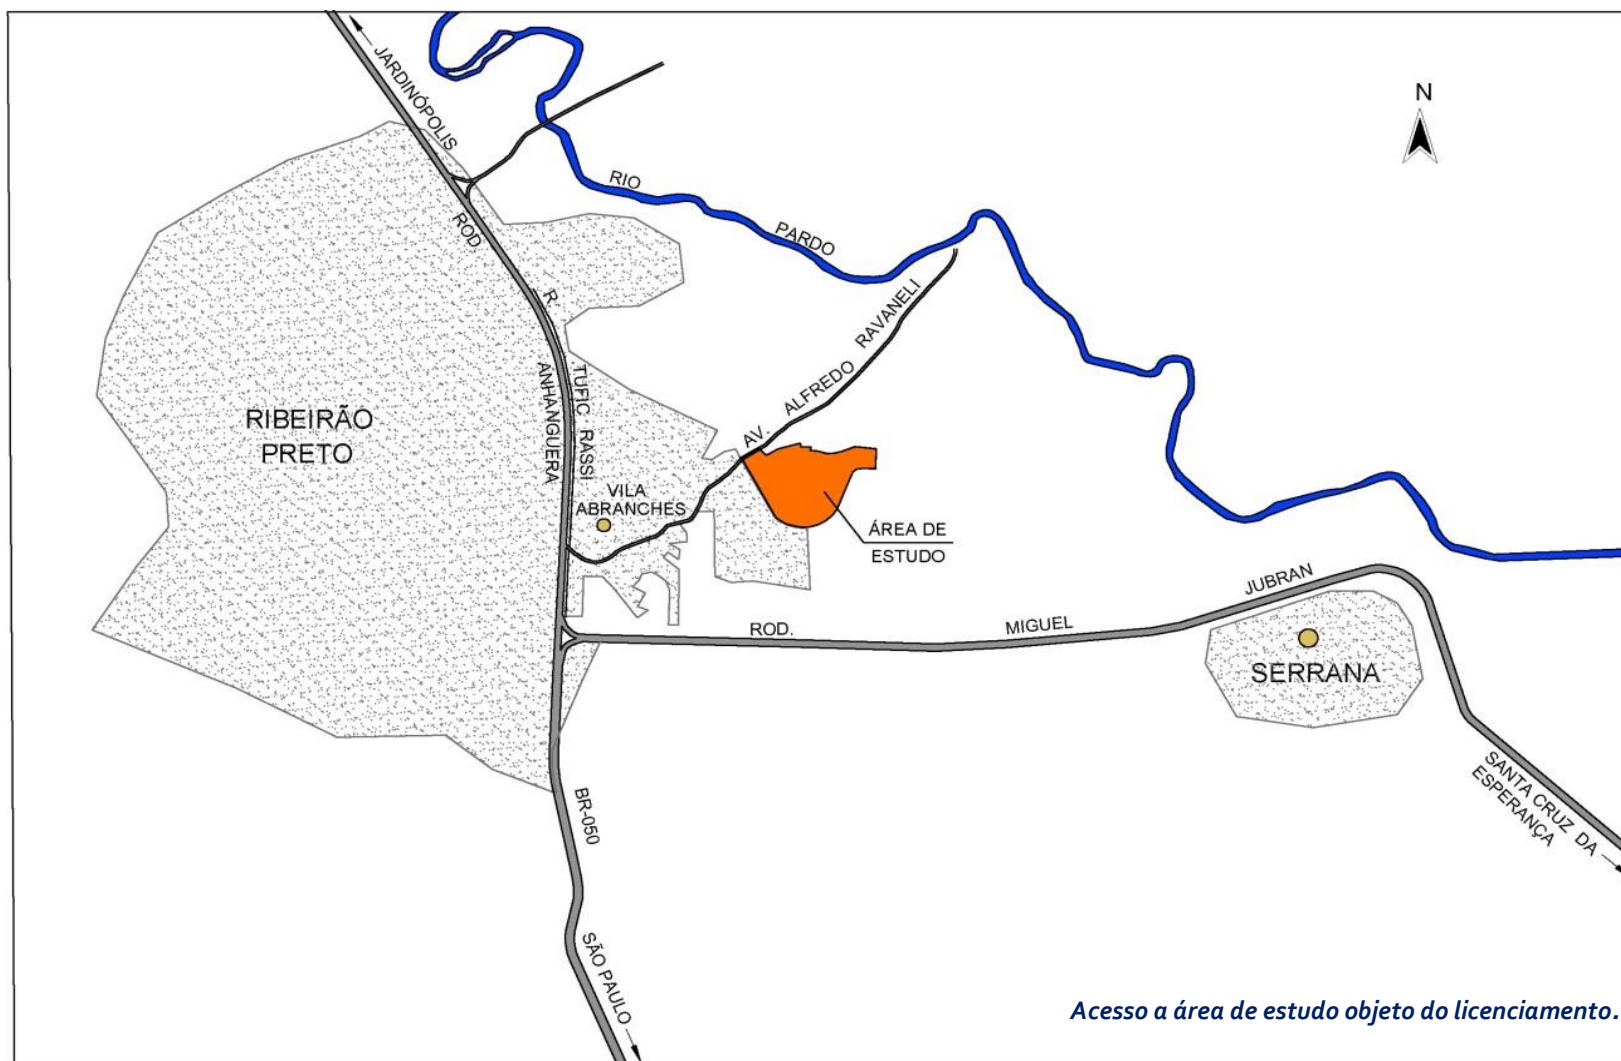 N
JARDINÓPOLIS
RIO
PARDO
ROD
ANHANGUERA
R.
TUFIC RASSI
RIBEIRÃO
PRETO
AV. ALFREDO RAVANELI
VILA
ABRANCHES
ÁREA DE
ESTUDO
ROD. MIGUEL JUBRAN
SERRANA
SANTA CRUZ DA
ESPERANÇA
BR-050
SÃO PAULO
Acesso a área de estudo objeto do licenciamento.